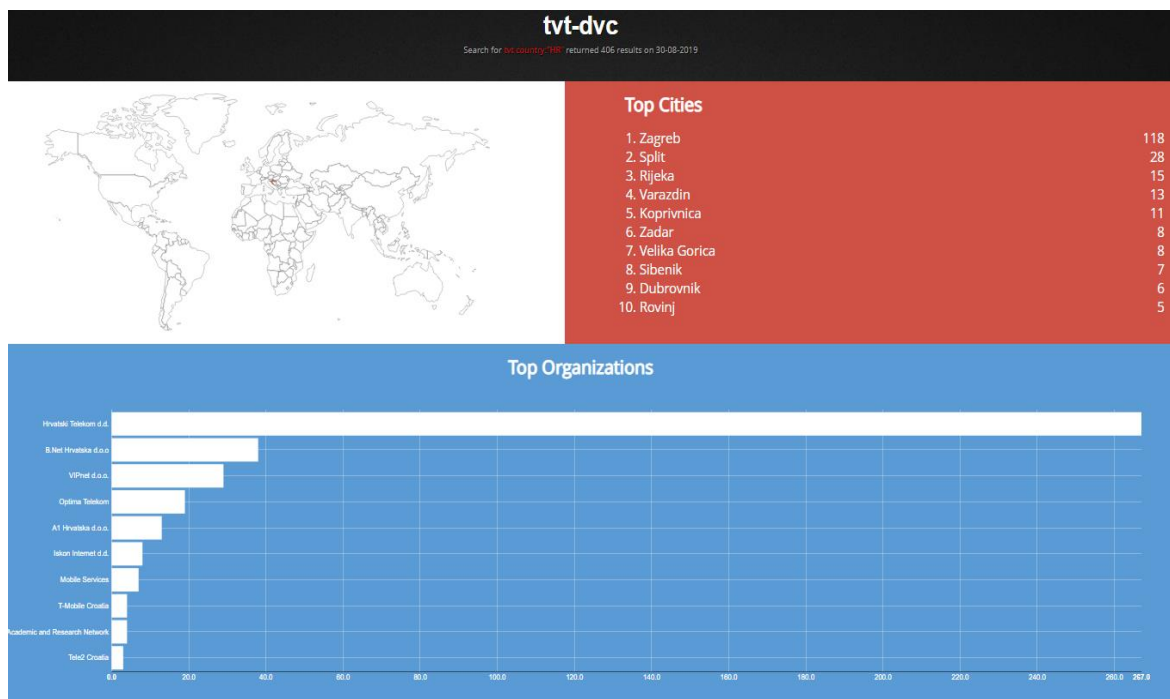 tvt-dvc
Search for tvt country:"HR" returned 406 results on 30-08-2019
Top Cities
1. Zagreb 118
2. Split 28
3. Rijeka 15
4. Varazdin 13
5. Koprivnica 11
6. Zadar 8
7. Velika Gorica 8
8. Sibenik 7
9. Dubrovnik 6
10. Rovinj 5
Top Organizations
Hrvatski Telekom d.d.
B.Net Hrvatska d.o.o
VIPnet d.o.o.
Optima Telekom
A1 Hrvatska d.o.o.
Iskon Internet d.d.
Mobile Services
T-Mobile Croatia
Academic and Research Network
Tele2 Croatia
0.0 20.0 40.0 60.0 80.0 100.0 120.0 140.0 160.0 180.0 200.0 220.0 240.0 260.0 267.0